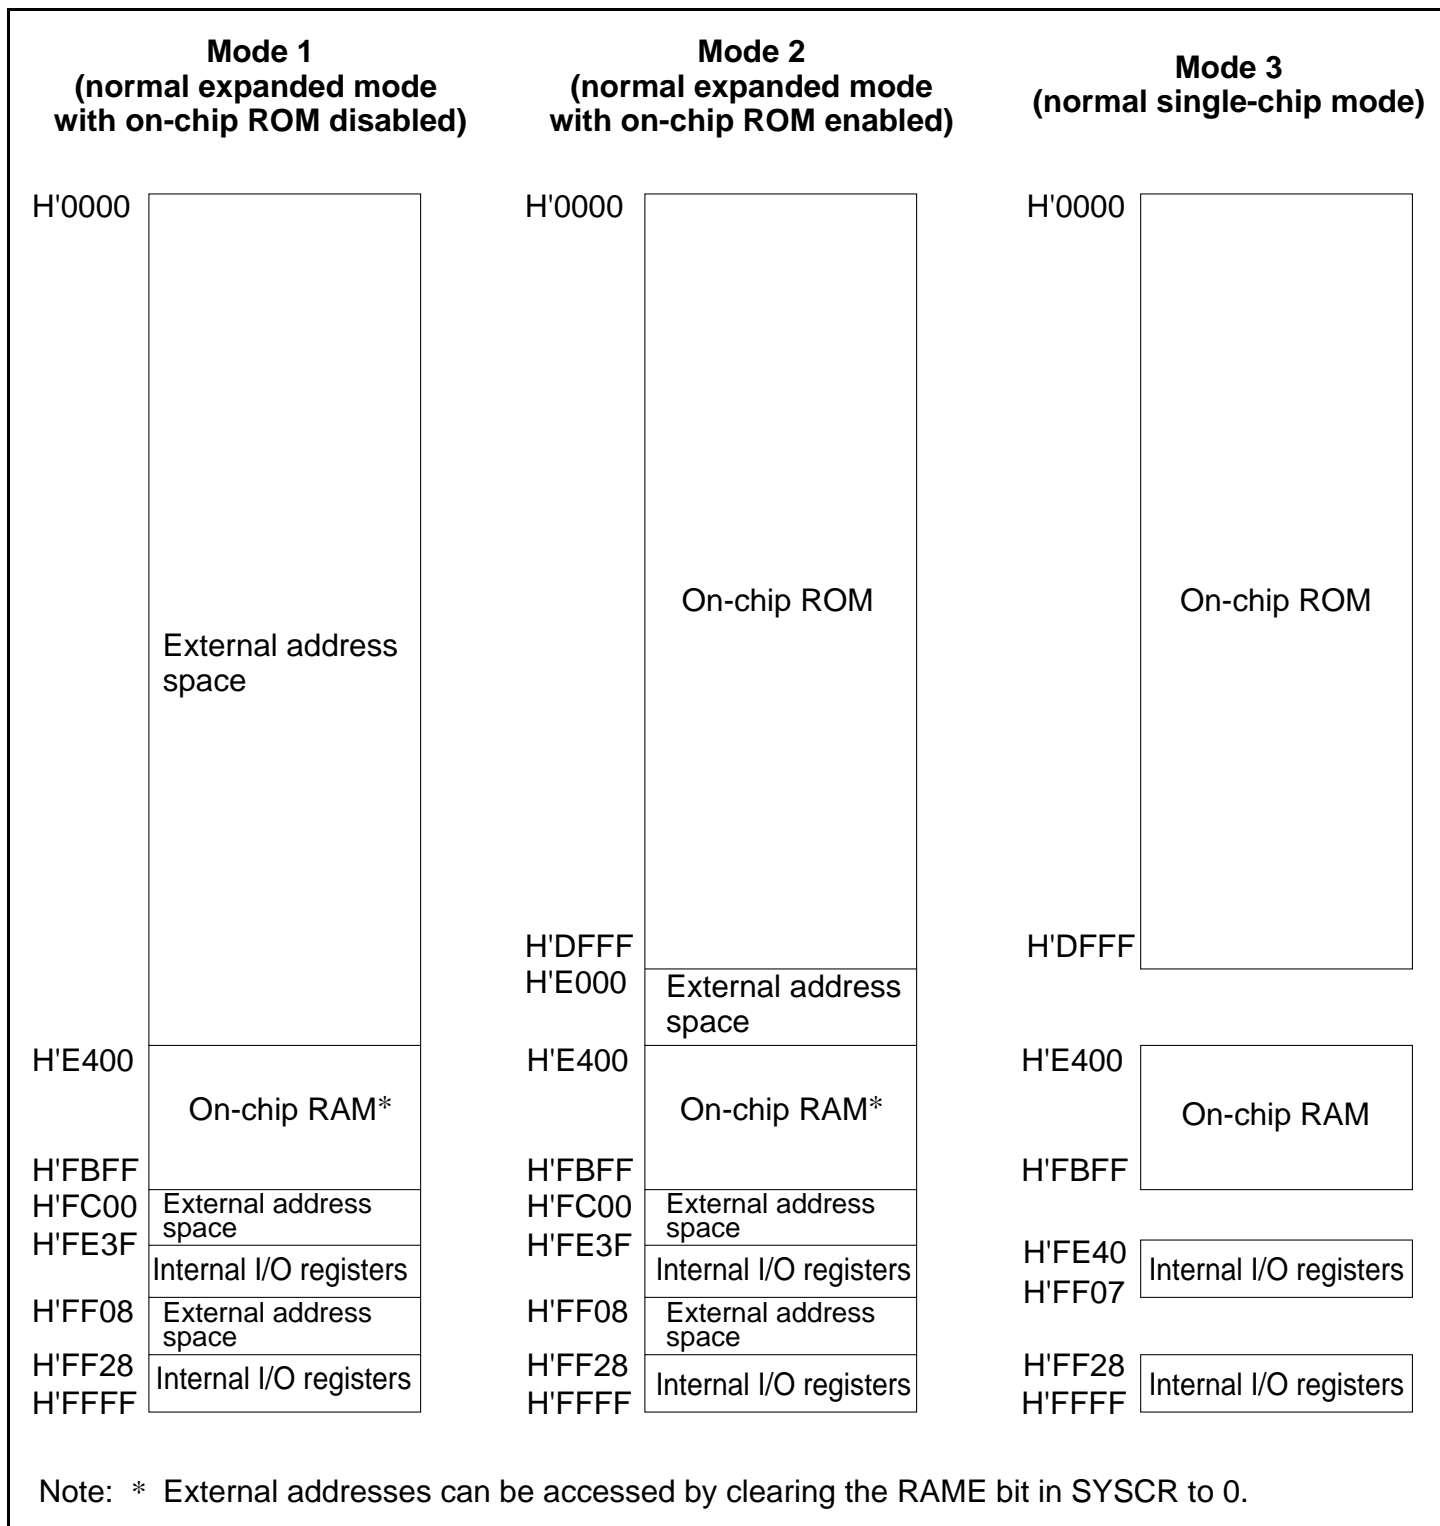 Mode 1
(normal expanded mode
with on-chip ROM disabled)
H'0000
External address
space
H'E400
On-chip RAM*
H'FBFF
H'FC00
External address
space
H'FE3F
Internal I/O registers
H'FF08
External address
space
H'FF28
Internal I/O registers
H'FFFF
Mode 2
(normal expanded mode
with on-chip ROM enabled)
H'0000
On-chip ROM
H'DFFF
H'E000
External address
space
H'E400
On-chip RAM*
H'FBFF
H'FC00
External address
space
H'FE3F
Internal I/O registers
H'FF08
External address
space
H'FF28
Internal I/O registers
H'FFFF
Mode 3
(normal single-chip mode)
H'0000
On-chip ROM
H'DFFF
H'E400
On-chip RAM
H'FBFF
H'FE40
Internal I/O registers
H'FF07
H'FF28
Internal I/O registers
H'FFFF
Note: * External addresses can be accessed by clearing the RAME bit in SYSCR to 0.